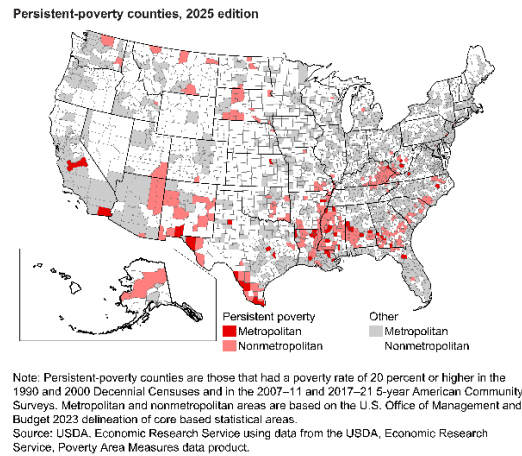 Persistent-poverty counties, 2025 edition
Persistent poverty
Metropolitan
Nonmetropolitan
Other
Metropolitan
Nonmetropolitan
Note: Persistent-poverty counties are those that had a poverty rate of 20 percent or higher in the
1990 and 2000 Decennial Censuses and in the 2007–11 and 2017–21 5-year American Community
Surveys. Metropolitan and nonmetropolitan areas are based on the U.S. Office of Management and
Budget 2023 delineation of core based statistical areas.
Source: USDA, Economic Research Service using data from the USDA, Economic Research
Service, Poverty Area Measures data product.